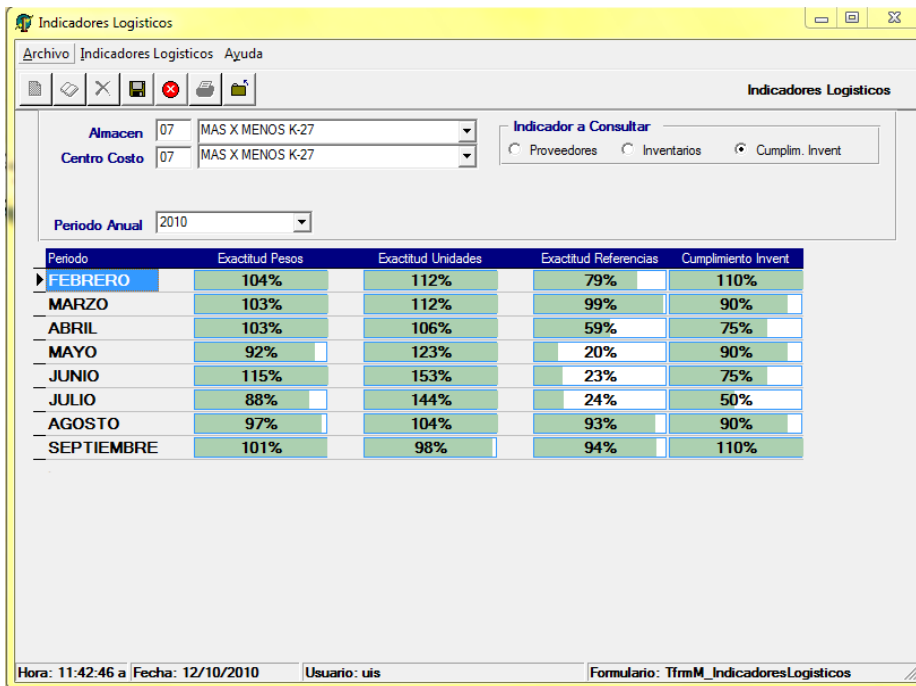 Indicadores Logisticos
Archivo Indicadores Logisticos Ayuda
Indicadores Logisticos
Almacen 07 MAS X MENOS K-27
Centro Costo 07 MAS X MENOS K-27
Indicador a Consultar
Proveedores Inventarios Cumplim. Invent
Periodo Anual 2010
Periodo Exactitud Pesos Exactitud Unidades Exactitud Referencias Cumplimiento Invent
FEBRERO 104% 112% 79% 110%
MARZO 103% 112% 99% 90%
ABRIL 103% 106% 59% 75%
MAYO 92% 123% 20% 90%
JUNIO 115% 153% 23% 75%
JULIO 88% 144% 24% 50%
AGOSTO 97% 104% 93% 90%
SEPTIEMBRE 101% 98% 94% 110%
Hora: 11:42:46 a Fecha: 12/10/2010 Usuario: uis Formulario: TfrmM_IndicadoresLogisticos